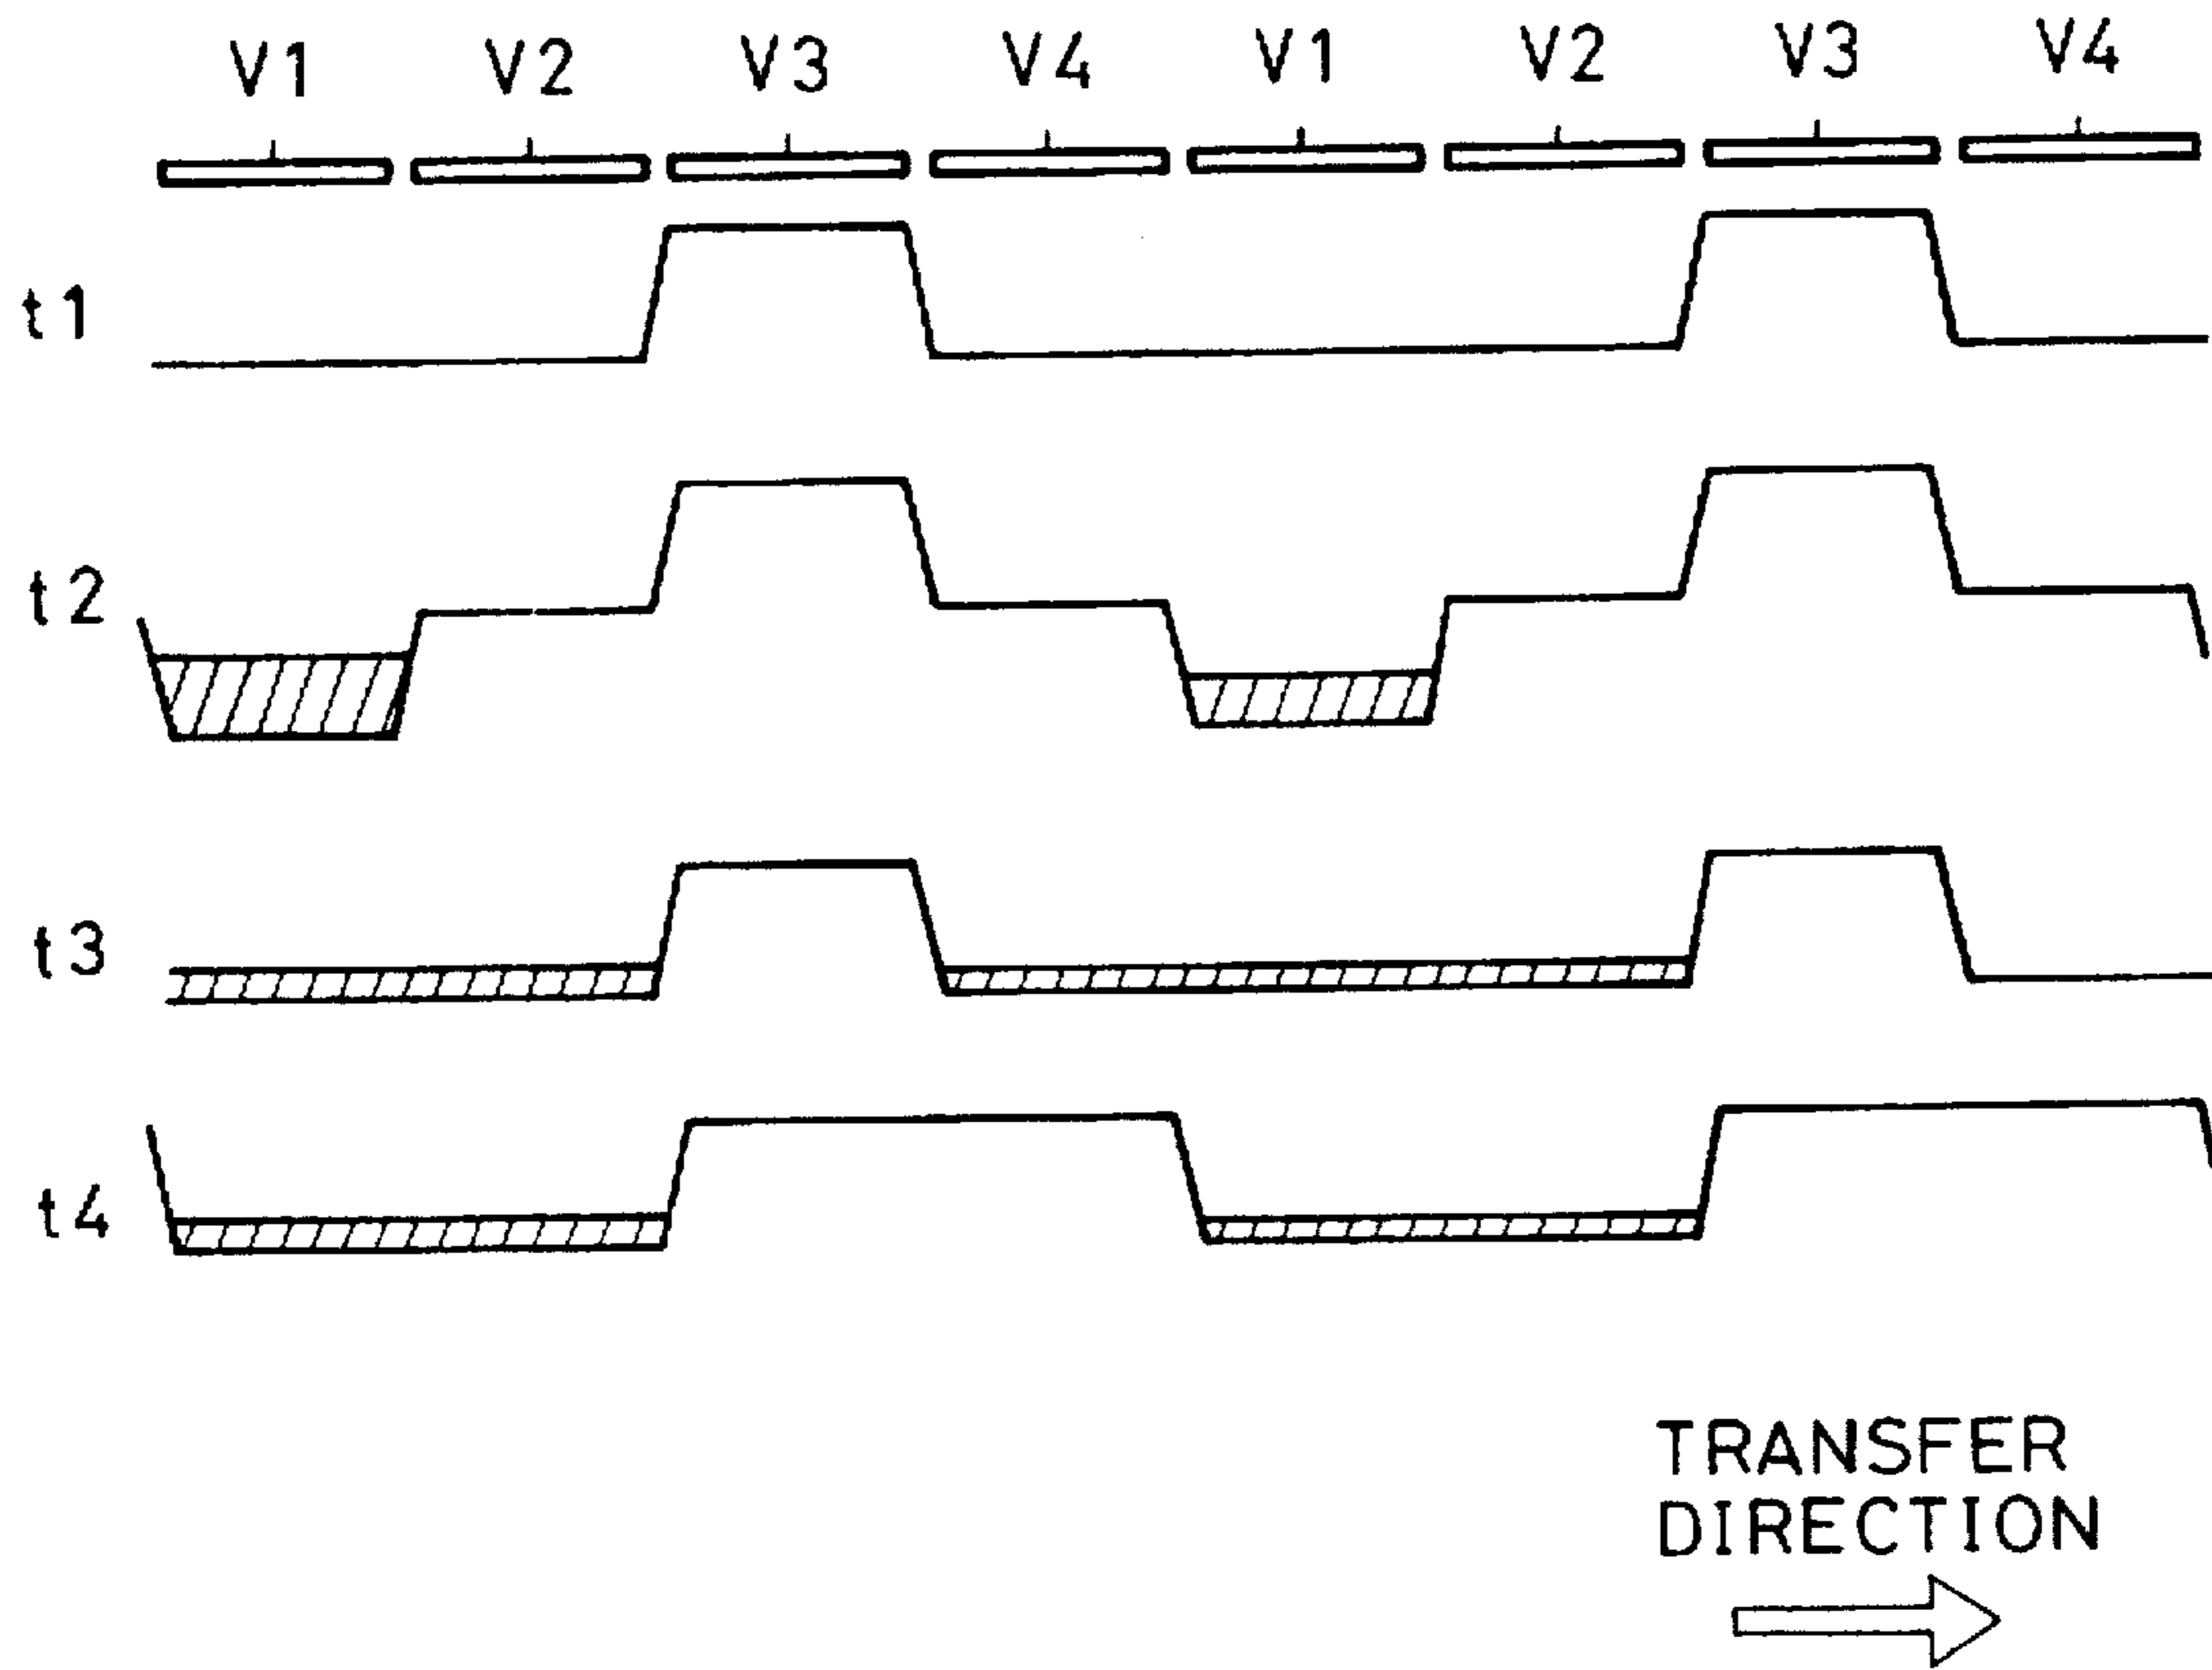 V1 V2 V3 V4 V1 V2 V3 V4
t1
t2
t3
t4
TRANSFER
DIRECTION